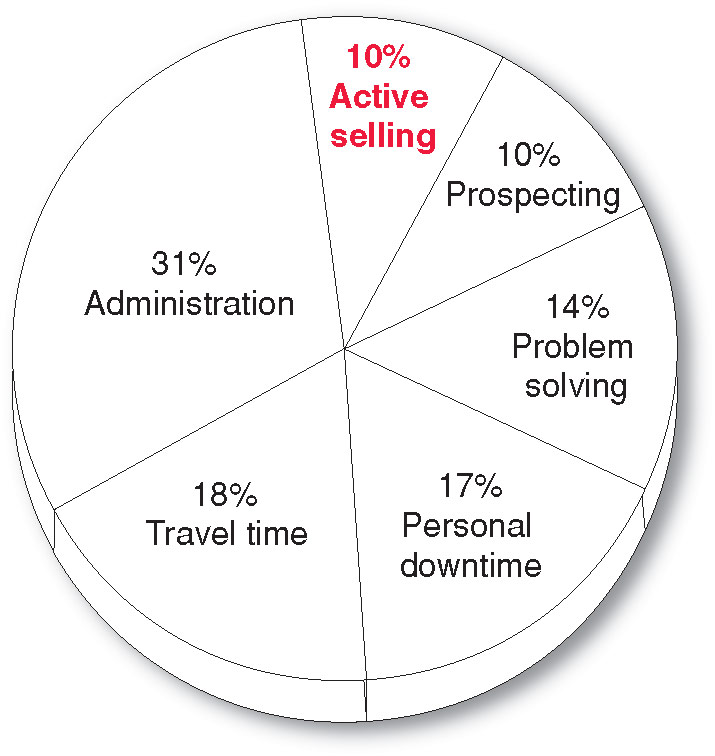 10%
Active
selling
10%
Prospecting
14%
Problem
solving
17%
Personal
downtime
18%
Travel time
31%
Administration